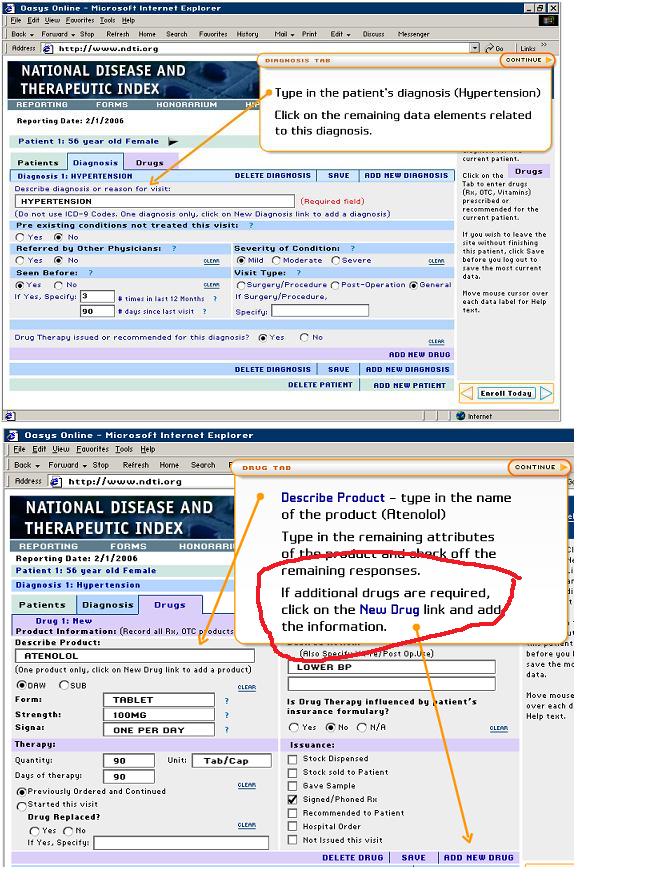 Oasys Online - Microsoft Internet Explorer
File Edit View Favorites Tools Help
Back Forward Stop Refresh Home Search Favorites History Mail Print Edit Discuss Messenger
Address http://www.ndti.org Go Links »
NATIONAL DISEASE AND
THERAPEUTIC INDEX
DIAGNOSIS TAB CONTINUE
Type in the patient's diagnosis (Hypertension)
Click on the remaining data elements related
to this diagnosis.
REPORTING FORMS HONORARIUM
Reporting Date: 2/1/2006
Patient 1: 56 year old Female
Patients Diagnosis Drugs
Diagnosis 1: HYPERTENSION DELETE DIAGNOSIS SAVE ADD NEW DIAGNOSIS
Describe diagnosis or reason for visit:
HYPERTENSION (Required field)
(Do not use ICD-9 Codes. One diagnosis only, click on New Diagnosis link to add a diagnosis)
Pre existing conditions not treated this visit: ?
Yes No
Referred by Other Physicians: ? Severity of Condition: ?
Yes No CLEAR Mild Moderate Severe CLEAR
Seen Before: ? Visit Type: ?
Yes No CLEAR Surgery/Procedure Post-Operation General
If Yes, Specify: 3 # times in last 12 Months ? If Surgery/Procedure,
90 # days since last visit ? Specify: CLEAR
Drug Therapy issued or recommended for this diagnosis? Yes No CLEAR
ADD NEW DRUG
DELETE DIAGNOSIS SAVE ADD NEW DIAGNOSIS
DELETE PATIENT ADD NEW PATIENT
current patient.
Click on the Drugs
Tab to enter drugs
(Rx, OTC, Vitamins)
prescribed or
recommended for the
current patient.
If you wish to leave
the site without
finishing this patient,
click Save
before you log out to
save the most current
data.
Move mouse cursor over
each data label for Help
text.
Enroll Today
Internet
Oasys Online - Microsoft Internet Explorer
File Edit View Favorites Tools Help
Back Forward Stop Refresh Home Search
Address http://www.ndti.org
NATIONAL DISEASE AND
THERAPEUTIC INDEX
DRUG TAB CONTINUE
Describe Product – type in the name
of the product (Atenolol)
Type in the remaining attributes
of the product and check off the
remaining responses.
If additional drugs are required,
click on the New Drug link and add
the information.
REPORTING FORMS
Reporting Date: 2/1/2006
Patient 1: 56 year old Female
Diagnosis 1: Hypertension
Patients Diagnosis Drugs
Drug 1: New
Product Information: (Record all Rx, OTC products
Describe Product:
ATENOLOL
(One product only, click on New Drug link to add a product)
DAW SUB CLEAR
Form: TABLET ?
Strength: 100MG ?
Signa: ONE PER DAY ?
Therapy:
Quantity: 90 Unit: Tab/Cap
Days of therapy: 90 CLEAR
Previously Ordered and Continued
Started this visit
Drug Replaced? CLEAR
Yes No
If Yes, Specify:
(Also Specify Pre/Post Op.Use)
LOWER BP
Is Drug Therapy influenced by patient's
insurance formulary?
Yes No N/A CLEAR
Issuance:
Stock Dispensed
Stock sold to Patient
Gave Sample
Signed/Phoned Rx
Recommended to Patient
Hospital Order
Not Issued this visit
DELETE DRUG SAVE ADD NEW DRUG
before you l
save the mo
data.
Move mouse
over each d
Help text.